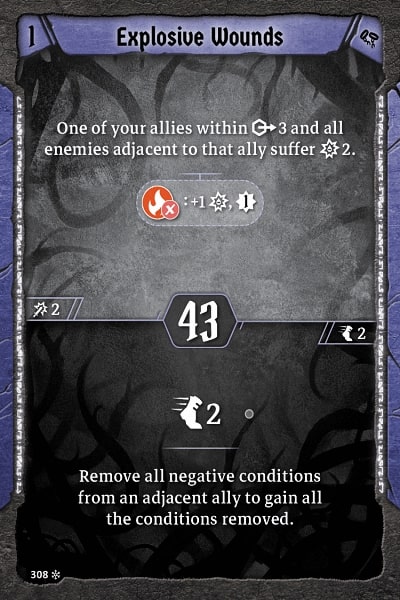 1 Explosive Wounds
One of your allies within 3 and all
enemies adjacent to that ally suffer 2.
:+1 ,
2
43
2
2
Remove all negative conditions
from an adjacent ally to gain all
the conditions removed.
308